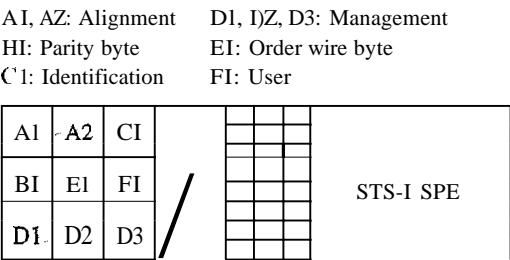 AI, AZ: Alignment D1, I)Z, D3: Management
HI: Parity byte EI: Order wire byte
C1: Identification FI: User
A1 A2 CI
BI E1 FI STS-I SPE
D1 D2 D3